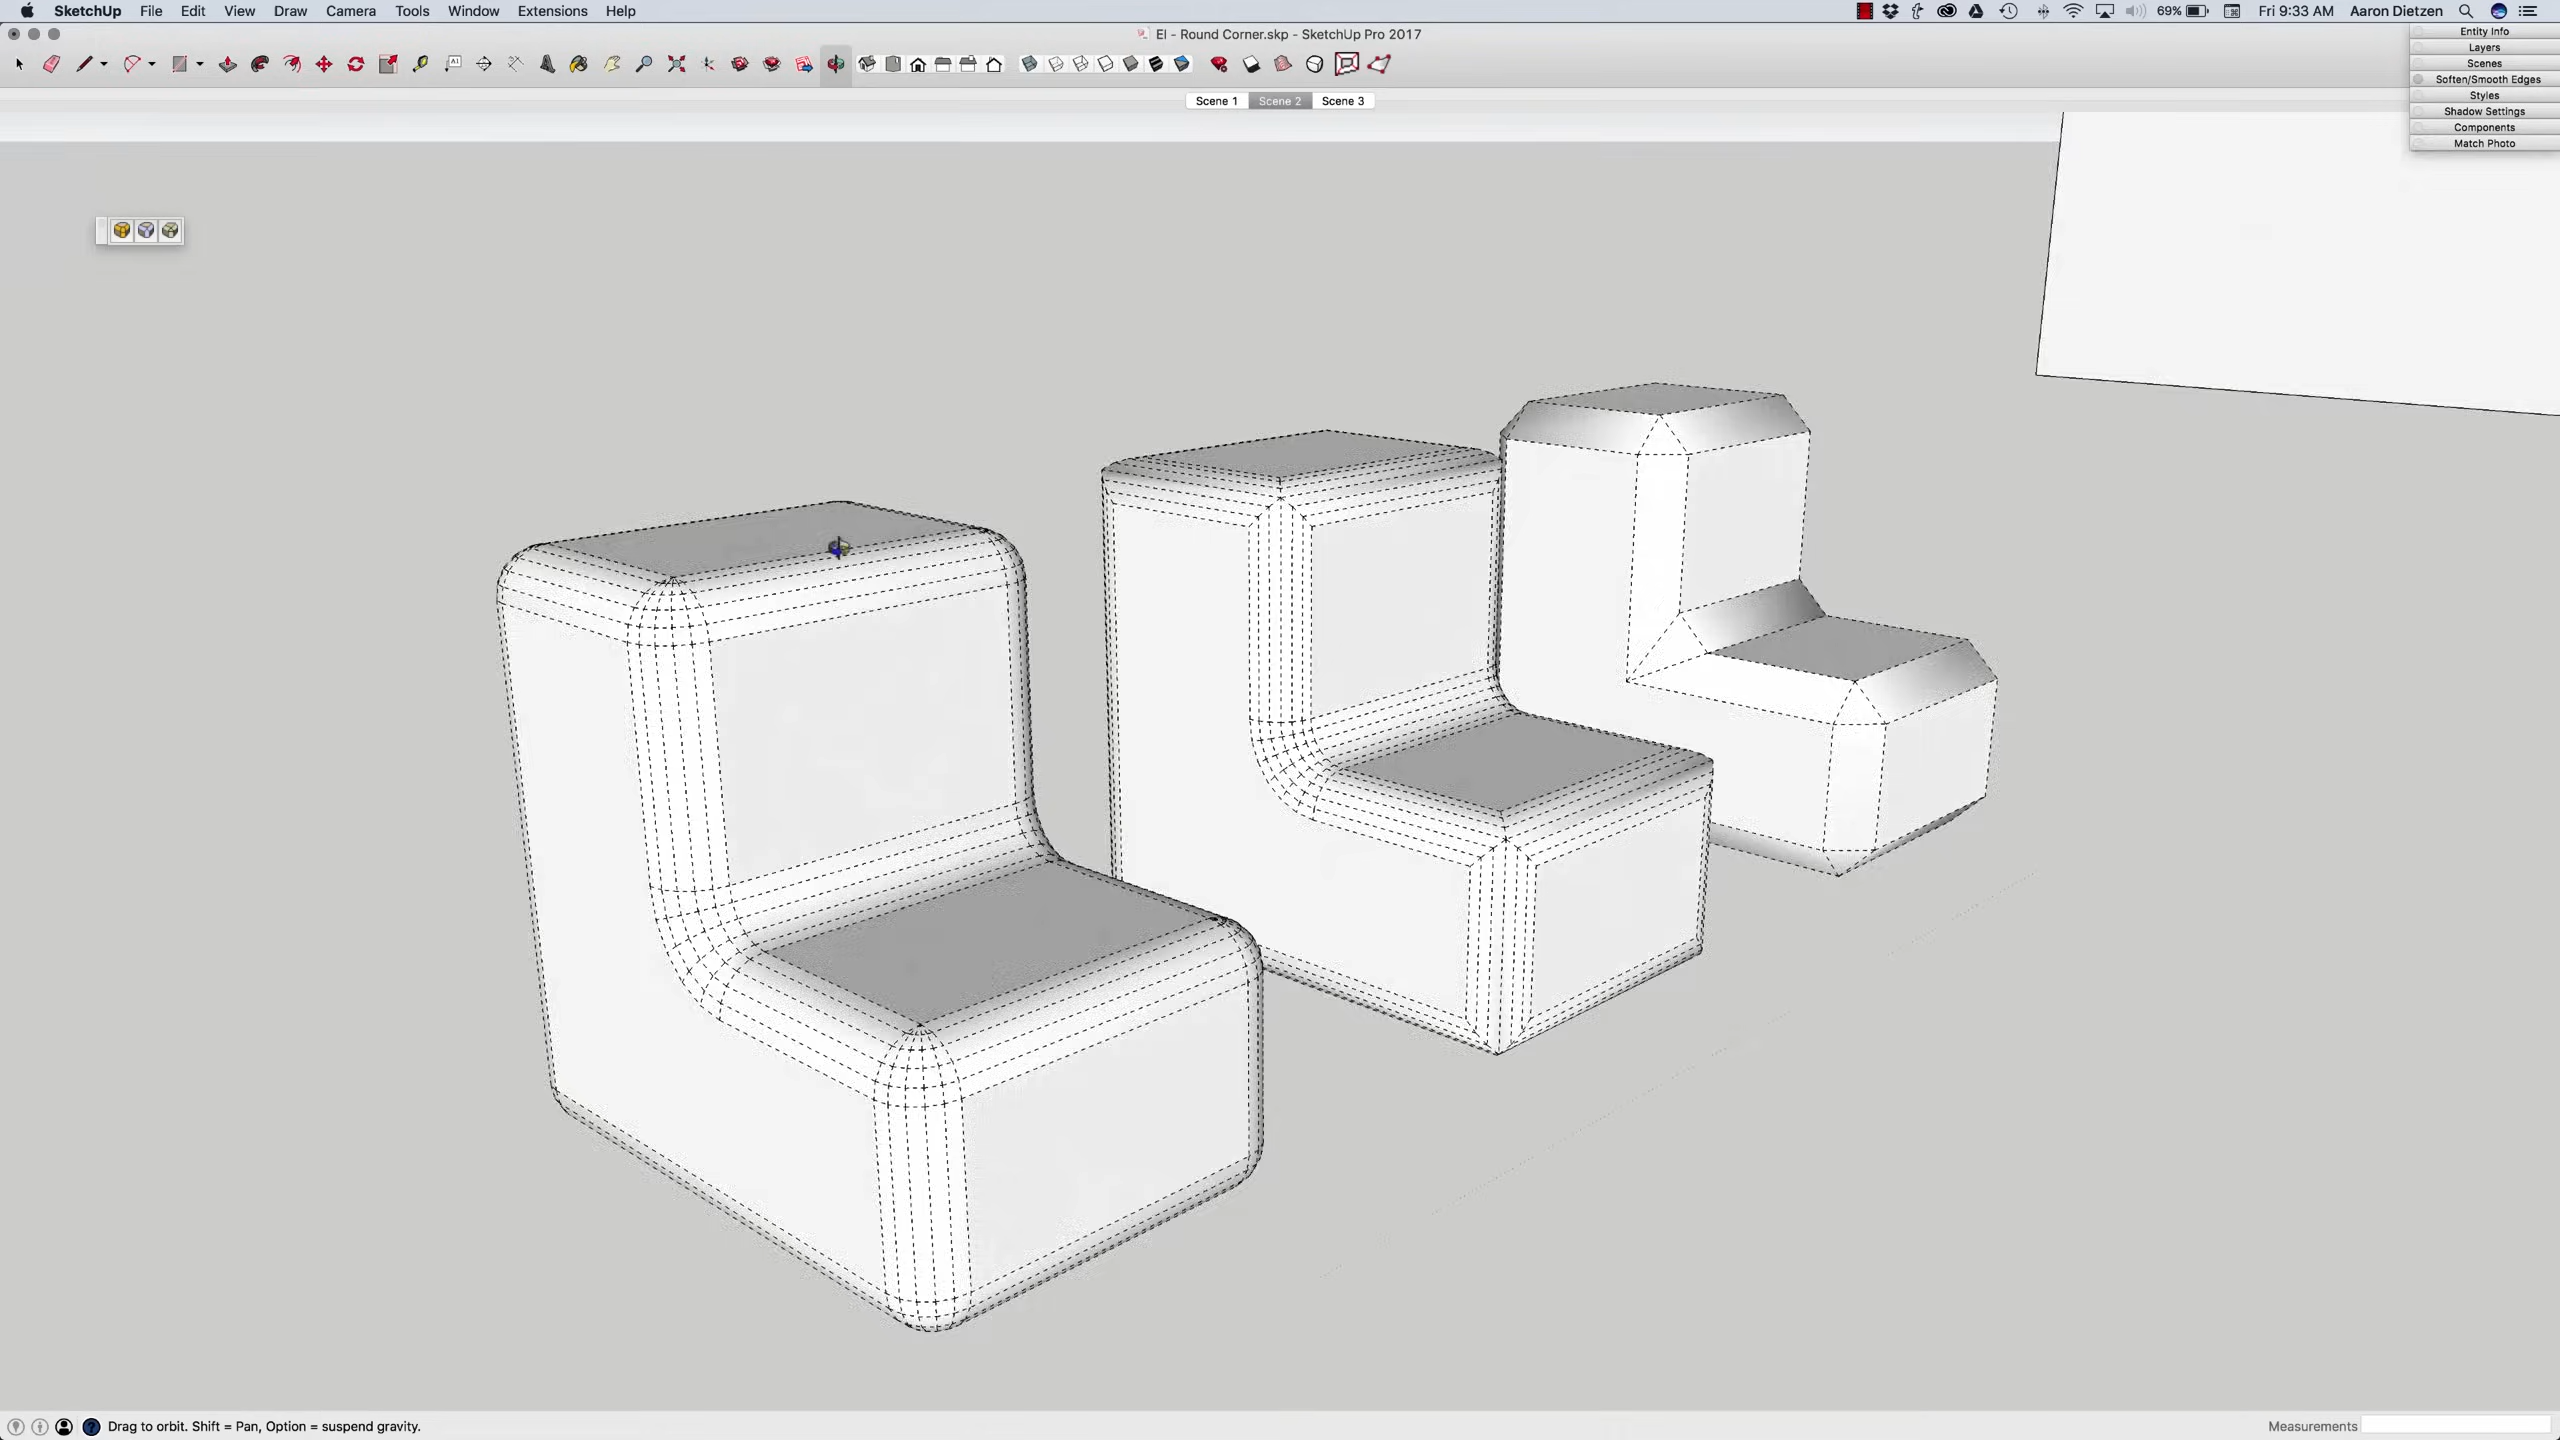 SketchUp File Edit View Draw Camera Tools Window Extensions Help 69% Fri 9:33 AM Aaron Dietzen
EI - Round Corner.skp - SketchUp Pro 2017
Scene 1 Scene 2 Scene 3
Entity Info
Layers
Scenes
Soften/Smooth Edges
Styles
Shadow Settings
Components
Match Photo
Drag to orbit. Shift = Pan, Option = suspend gravity.
Measurements